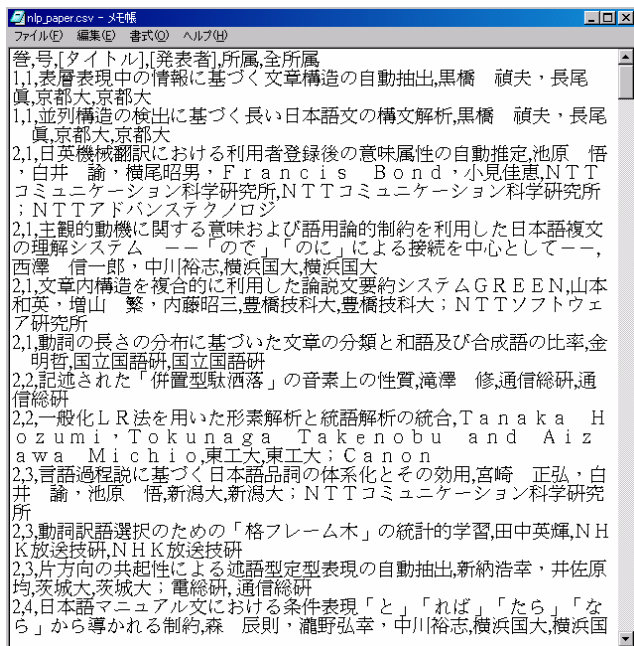 nlp_paper.csv - メモ帳
ファイル(F) 編集(E) 書式(O) ヘルプ(H)
巻,号,[タイトル],[発表者],所属,全所属
1,1,表層表現中の情報に基づく文章構造の自動抽出,黒橋　禎夫・長尾
眞,京都大,京都大
1,1,並列構造の検出に基づく長い日本語文の構文解析,黒橋　禎夫・長尾
　眞,京都大,京都大
2,1,日英機械翻訳における利用者登録後の意味属性の自動推定,池原　悟
・白井　諭・横尾昭男・Ｆｒａｎｃｉｓ　Ｂｏｎｄ・小見佳恵,ＮＴＴ
コミュニケーション科学研究所,ＮＴＴコミュニケーション科学研究所
；ＮＴＴアドバンステクノロジ
2,1,主観的動機に関する意味および語用論的制約を利用した日本語複文
の理解システム　－－「ので」「のに」による接続を中心として－－,
西澤　信一郎・中川裕志,横浜国大,横浜国大
2,1,文章内構造を複合的に利用した論説文要約システムＧＲＥＥＮ,山本
和英・増山　繁・内藤昭三,豊橋技科大,豊橋技科大；ＮＴＴソフトウェ
ア研究所
2,1,動詞の長さの分布に基づいた文章の分類と和語及び合成語の比率,金
　明哲,国立国語研,国立国語研
2,2,記述された「併置型駄洒落」の音素上の性質,滝澤　修,通信総研,通
信総研
2,2,一般化ＬＲ法を用いた形素解析と統語解析の統合,Ｔａｎａｋａ　Ｈ
ｏｚｕｍｉ・Ｔｏｋｕｎａｇａ　Ｔａｋｅｎｏｂｕ　ａｎｄ　Ａｉｚ
ａｗａ　Ｍｉｃｈｉｏ,東工大,東工大；Ｃａｎｏｎ
2,3,言語過程説に基づく日本語品詞の体系化とその効用,宮崎　正弘・白
井　諭・池原　悟,新潟大,新潟大；ＮＴＴコミュニケーション科学研究
所
2,3,動詞訳語選択のための「格フレーム木」の統計的学習,田中英輝,ＮＨ
Ｋ放送技研,ＮＨＫ放送技研
2,3,片方向の共起性による述語型定型表現の自動抽出,新納浩幸・井佐原
均,茨城大,茨城大；電総研,通信総研
2,4,日本語マニュアル文における条件表現「と」「れば」「たら」「な
ら」から導かれる制約,森　辰則・瀧野弘幸・中川裕志,横浜国大,横浜国